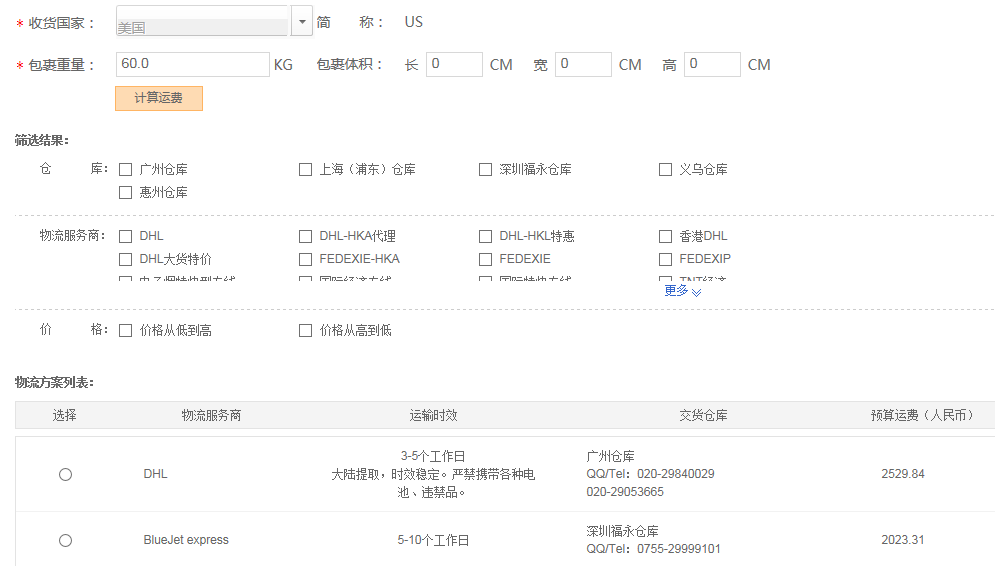 * 收货国家： 美国 简 称： US
* 包裹重量： 60.0 KG 包裹体积： 长 0 CM 宽 0 CM 高 0 CM
计算运费
筛选结果：
仓 库： 广州仓库 上海（浦东）仓库 深圳福永仓库 义乌仓库
惠州仓库
物流服务商： DHL DHL-HKA代理 DHL-HKL特惠 香港DHL
DHL大货特价 FEDEXIE-HKA FEDEXIE FEDEXIP
更多
价 格： 价格从低到高 价格从高到低
物流方案列表：
选择 物流服务商 运输时效 交货仓库 预算运费（人民币）
DHL 3-5个工作日 广州仓库 2529.84
大陆提取，时效稳定。严禁携带各种电 QQ/Tel：020-29840029
池、违禁品。 020-29053665
BlueJet express 5-10个工作日 深圳福永仓库 2023.31
QQ/Tel：0755-29999101